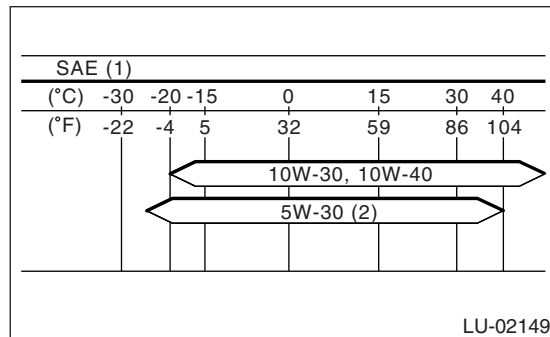 SAE (1)
(°C) -30 -20 -15 0 15 30 40
(°F) -22 -4 5 32 59 86 104
10W-30, 10W-40
5W-30 (2)
LU-02149